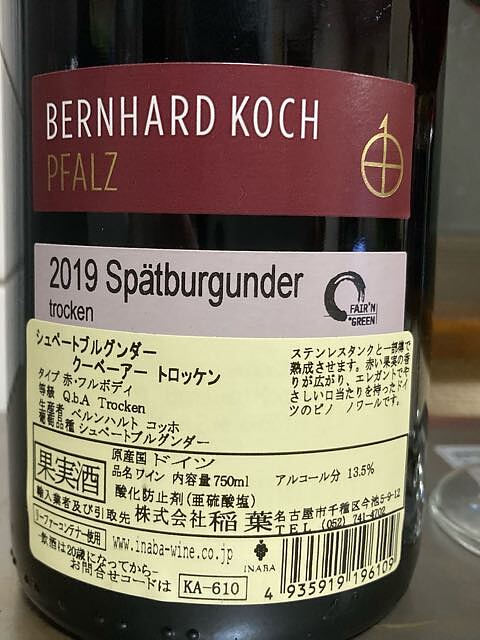 BERNHARD KOCH
PFALZ
2019 Spätburgunder
trocken
FAIR'N
GREEN
シュペートブルグンダー
クーベーアー トロッケン
タイプ 赤・フルボディ
等級 Q.b.A Trocken
生産者 ベルンハルト コッホ
葡萄品種 シュペートブルグンダー
ステンレスタンクと一部樽で
熟成させます。赤い果実の香
りが広がり、エレガントでや
さしい口当たりを持ったドイ
ツのピノ ノワールです。
果実酒
原産国 ドイツ
品名 ワイン 内容量 750ml アルコール分 13.5%
酸化防止剤(亜硫酸塩)
輸入業者及び引取先 株式会社 稲葉 名古屋市千種区今池5-9-12
TEL (052) 741-4702
リーファーコンテナー使用
www.inaba-wine.co.jp
INABA
飲酒は20歳になってから
お問合せコードは KA-610
4 935919 196109